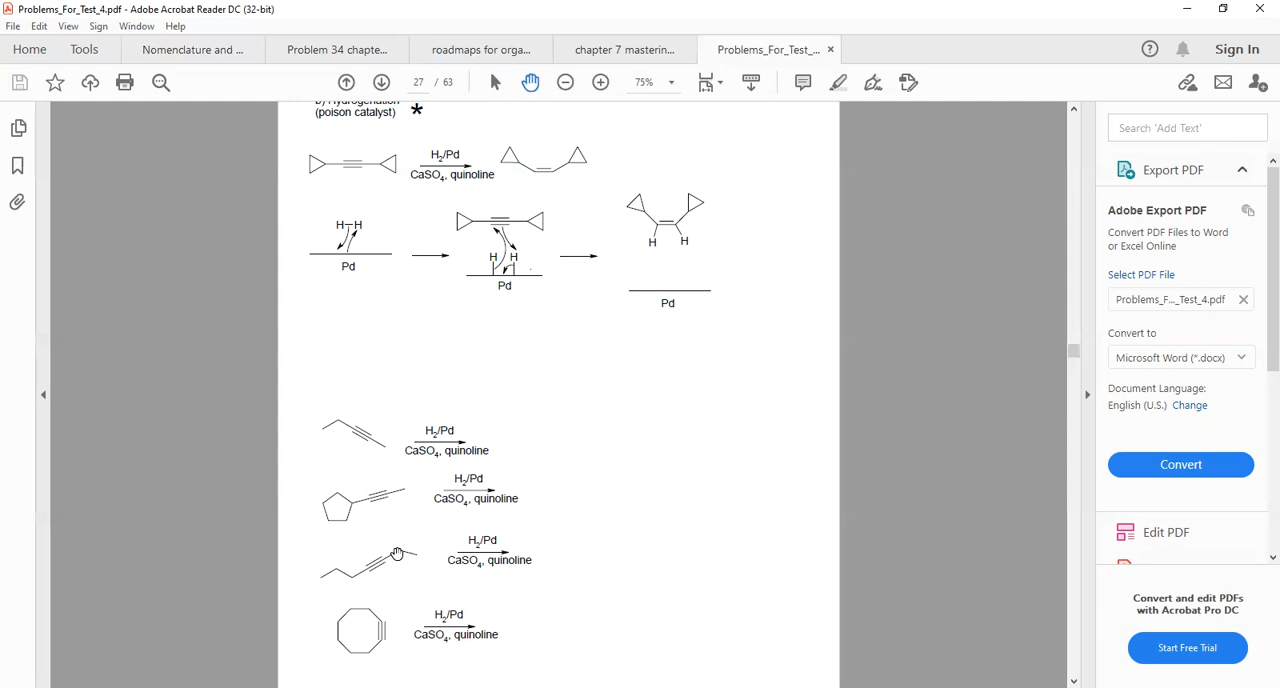 Problems_For_Test_4.pdf - Adobe Acrobat Reader DC (32-bit)
File Edit View Sign Window Help
Home Tools Nomenclature and ... Problem 34 chapte... roadmaps for orga... chapter 7 masterin... Problems_For_Test_... × Sign In
27 / 63 75%
b) Hydrogenation
(poison catalyst) *
H2/Pd
CaSO4, quinoline
H–H
Pd
H H
Pd
H H
Pd
H2/Pd
CaSO4, quinoline
H2/Pd
CaSO4, quinoline
H2/Pd
CaSO4, quinoline
H2/Pd
CaSO4, quinoline
Search 'Add Text'
Export PDF
Adobe Export PDF
Convert PDF Files to Word
or Excel Online
Select PDF File
Problems_F..._Test_4.pdf
Convert to
Microsoft Word (*.docx)
Document Language:
English (U.S.) Change
Convert
Edit PDF
Convert and edit PDFs
with Acrobat Pro DC
Start Free Trial